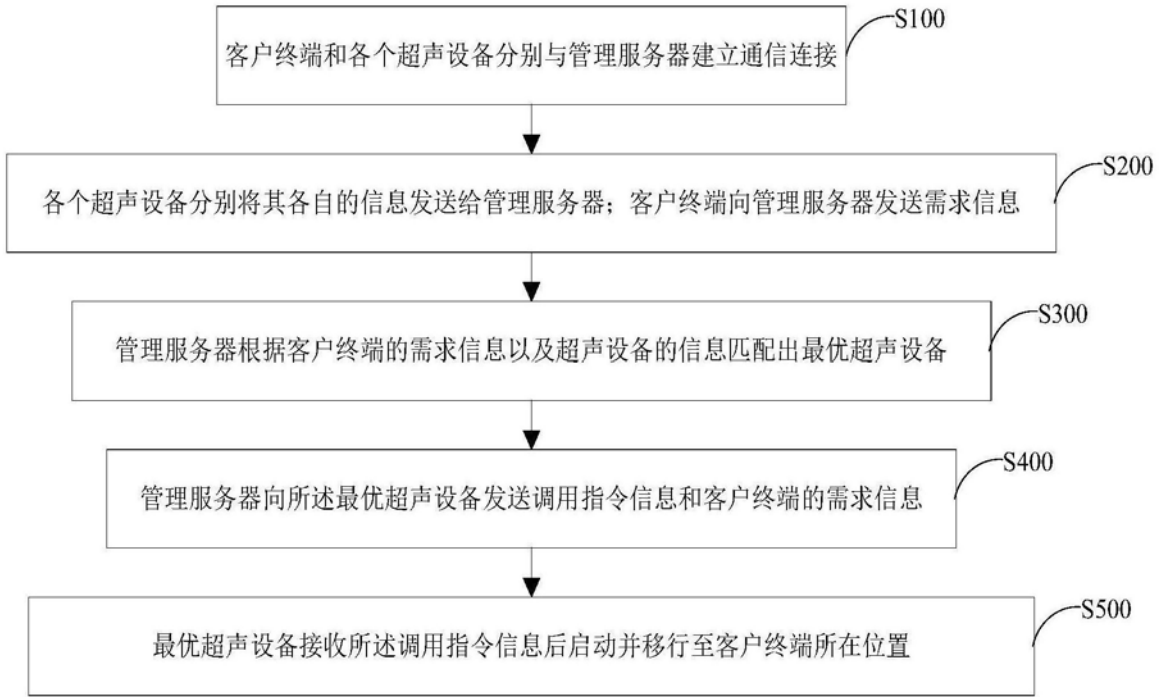 S100
客户终端和各个超声设备分别与管理服务器建立通信连接
S200
各个超声设备分别将其各自的信息发送给管理服务器；客户终端向管理服务器发送需求信息
S300
管理服务器根据客户终端的需求信息以及超声设备的信息匹配出最优超声设备
S400
管理服务器向所述最优超声设备发送调用指令信息和客户终端的需求信息
S500
最优超声设备接收所述调用指令信息后启动并移行至客户终端所在位置